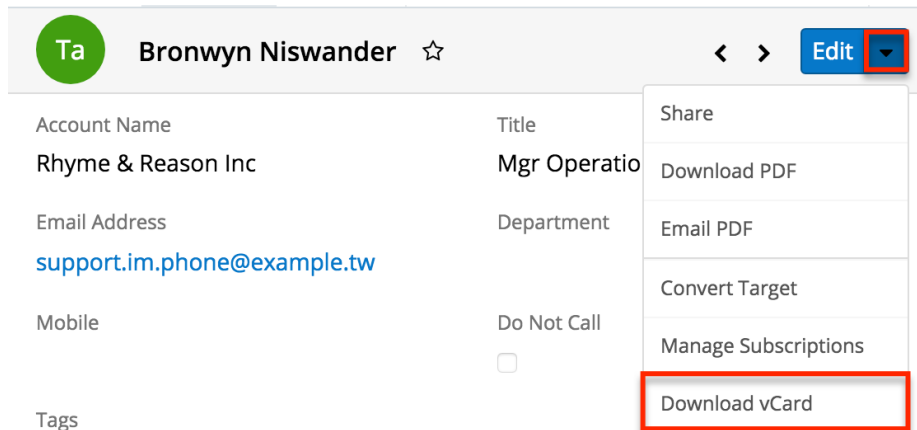 Ta
Bronwyn Niswander
Edit
Account Name
Title
Rhyme & Reason Inc
Mgr Operatio
Email Address
Department
support.im.phone@example.tw
Mobile
Do Not Call
Tags
Share
Download PDF
Email PDF
Convert Target
Manage Subscriptions
Download vCard